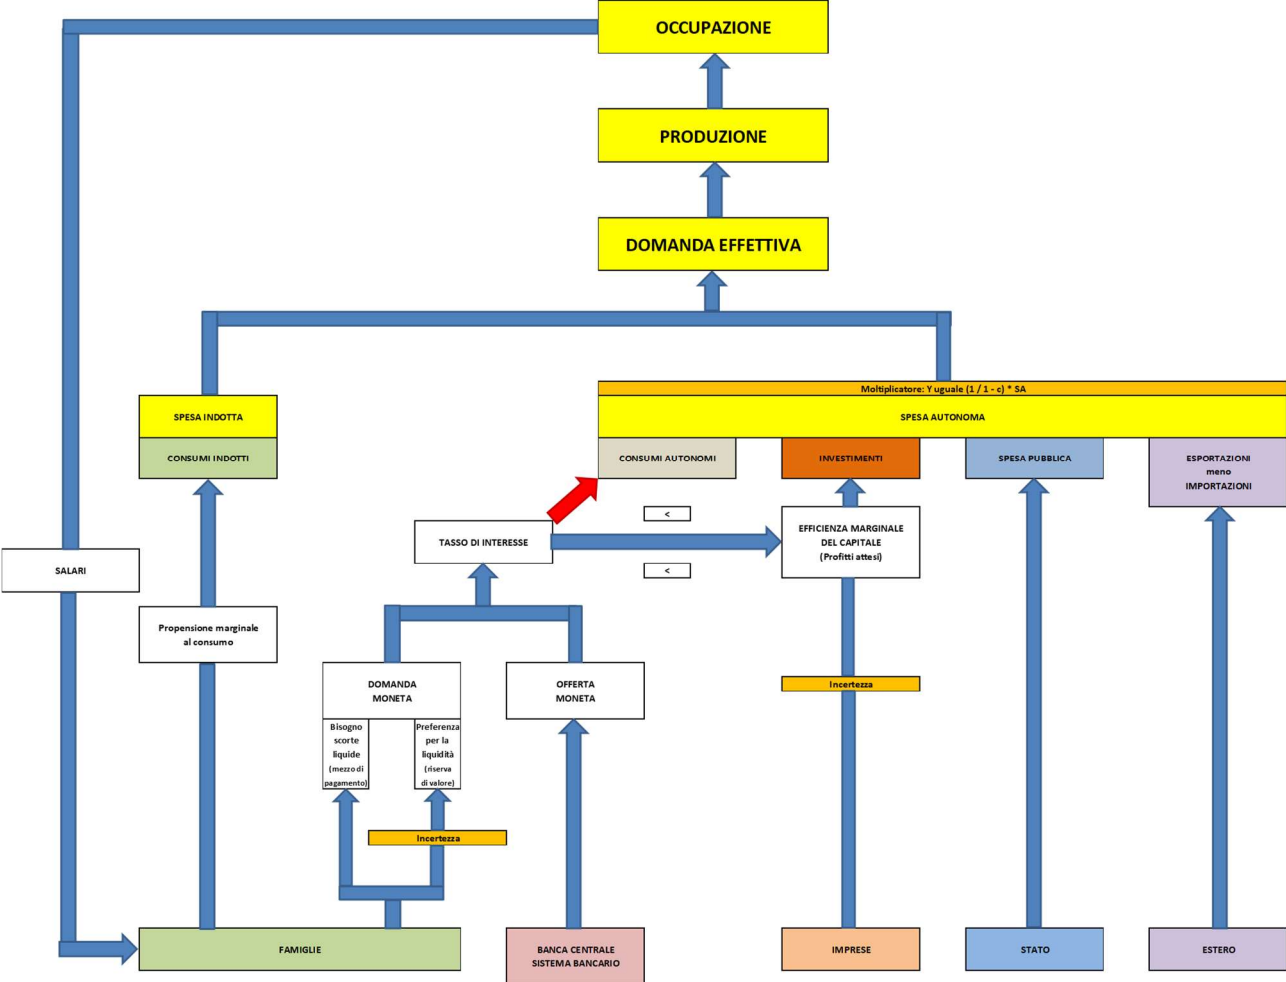 OCCUPAZIONE
PRODUZIONE
DOMANDA EFFETTIVA
Moltiplicatore: Y uguale (1 / 1 - c) * SA
SPESA INDOTTA
SPESA AUTONOMA
CONSUMI INDOTTI
CONSUMI AUTONOMI
INVESTIMENTI
SPESA PUBBLICA
ESPORTAZIONI
meno
IMPORTAZIONI
<
TASSO DI INTERESSE
EFFICIENZA MARGINALE
DEL CAPITALE
(Profitti attesi)
<
SALARI
Propensione marginale
al consumo
DOMANDA
MONETA
OFFERTA
MONETA
Incertezza
Bisogno
scorte
liquide
(mezzo di
pagamento)
Preferenza
per la
liquidità
(riserva
di valore)
Incertezza
FAMIGLIE
BANCA CENTRALE
SISTEMA BANCARIO
IMPRESE
STATO
ESTERO